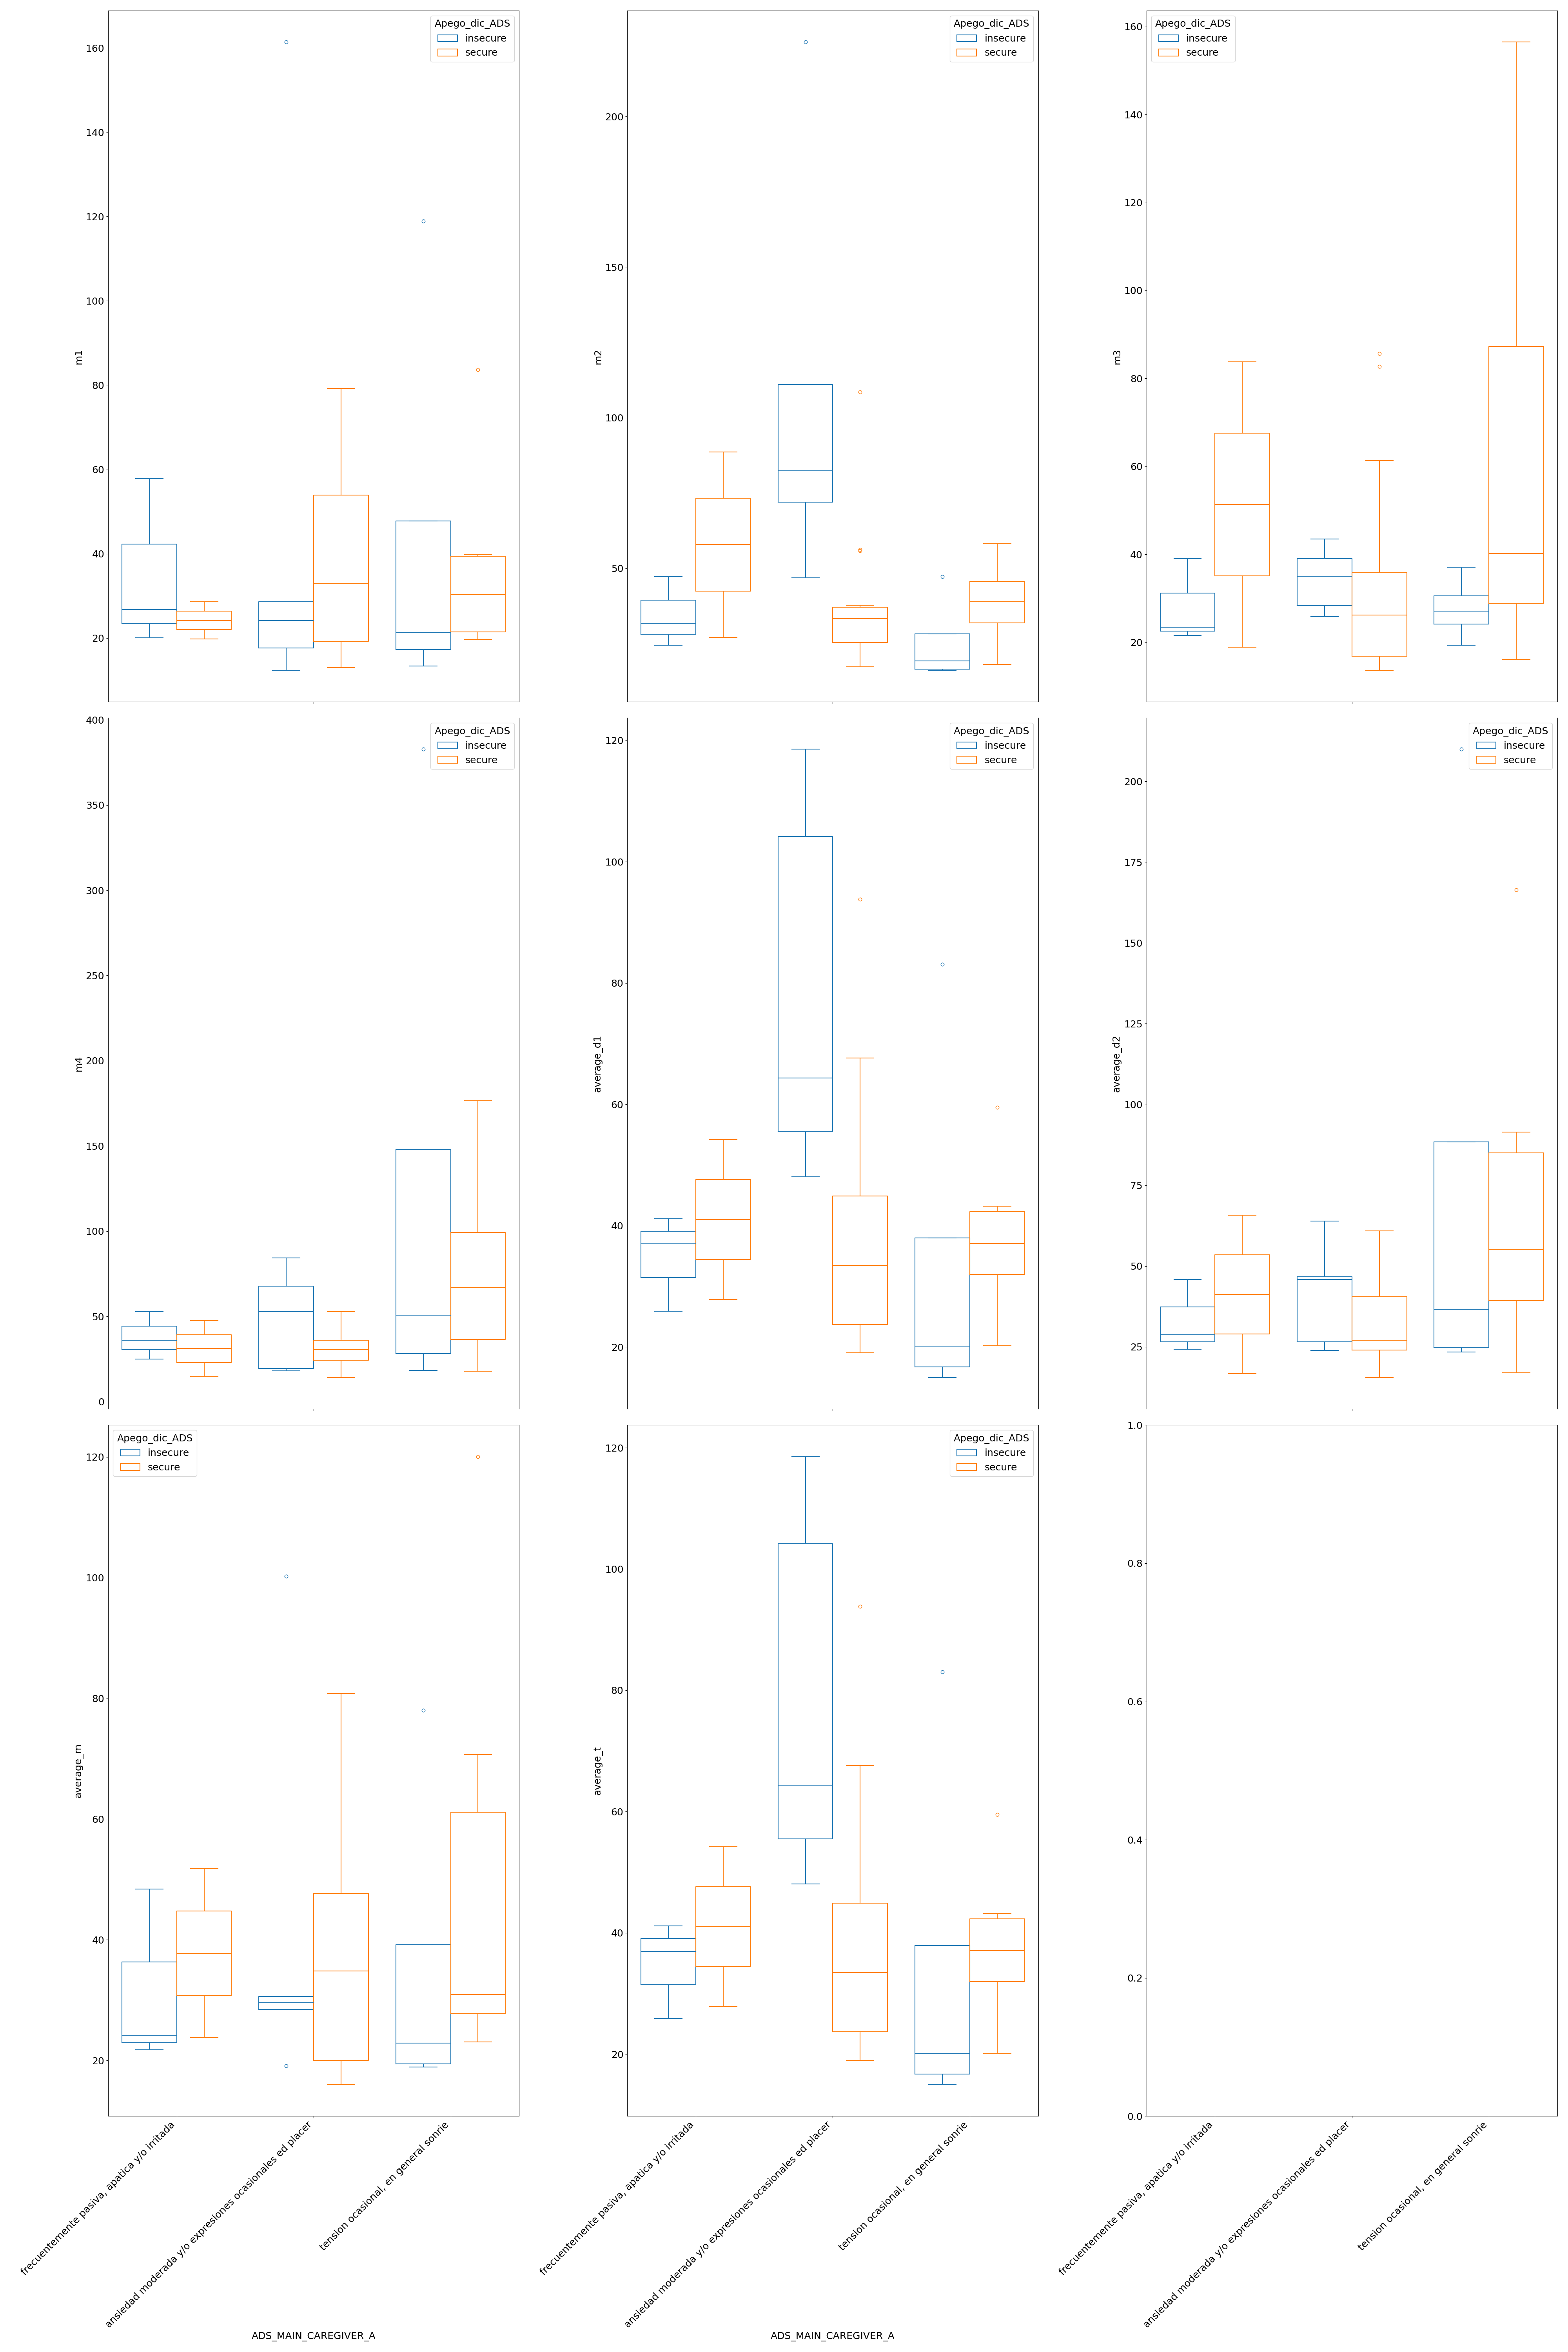 Apego_dic_ADS
insecure
secure
160
140
120
100
80
60
40
20
m1
Apego_dic_ADS
insecure
secure
200
150
100
50
m2
Apego_dic_ADS
insecure
secure
160
140
120
100
80
60
40
20
m3
Apego_dic_ADS
insecure
secure
400
350
300
250
200
150
100
50
0
m4
Apego_dic_ADS
insecure
secure
120
100
80
60
40
20
average_d1
Apego_dic_ADS
insecure
secure
200
175
150
125
100
75
50
25
average_d2
Apego_dic_ADS
insecure
secure
120
100
80
60
40
20
average_m
frecuentemente pasiva, apatica y/o irritada
ansiedad moderada y/o expresiones ocasionales ed placer
tension ocasional, en general sonrie
ADS_MAIN_CAREGIVER_A
Apego_dic_ADS
insecure
secure
120
100
80
60
40
20
average_t
frecuentemente pasiva, apatica y/o irritada
ansiedad moderada y/o expresiones ocasionales ed placer
tension ocasional, en general sonrie
ADS_MAIN_CAREGIVER_A
1.0
0.8
0.6
0.4
0.2
0.0
frecuentemente pasiva, apatica y/o irritada
ansiedad moderada y/o expresiones ocasionales ed placer
tension ocasional, en general sonrie